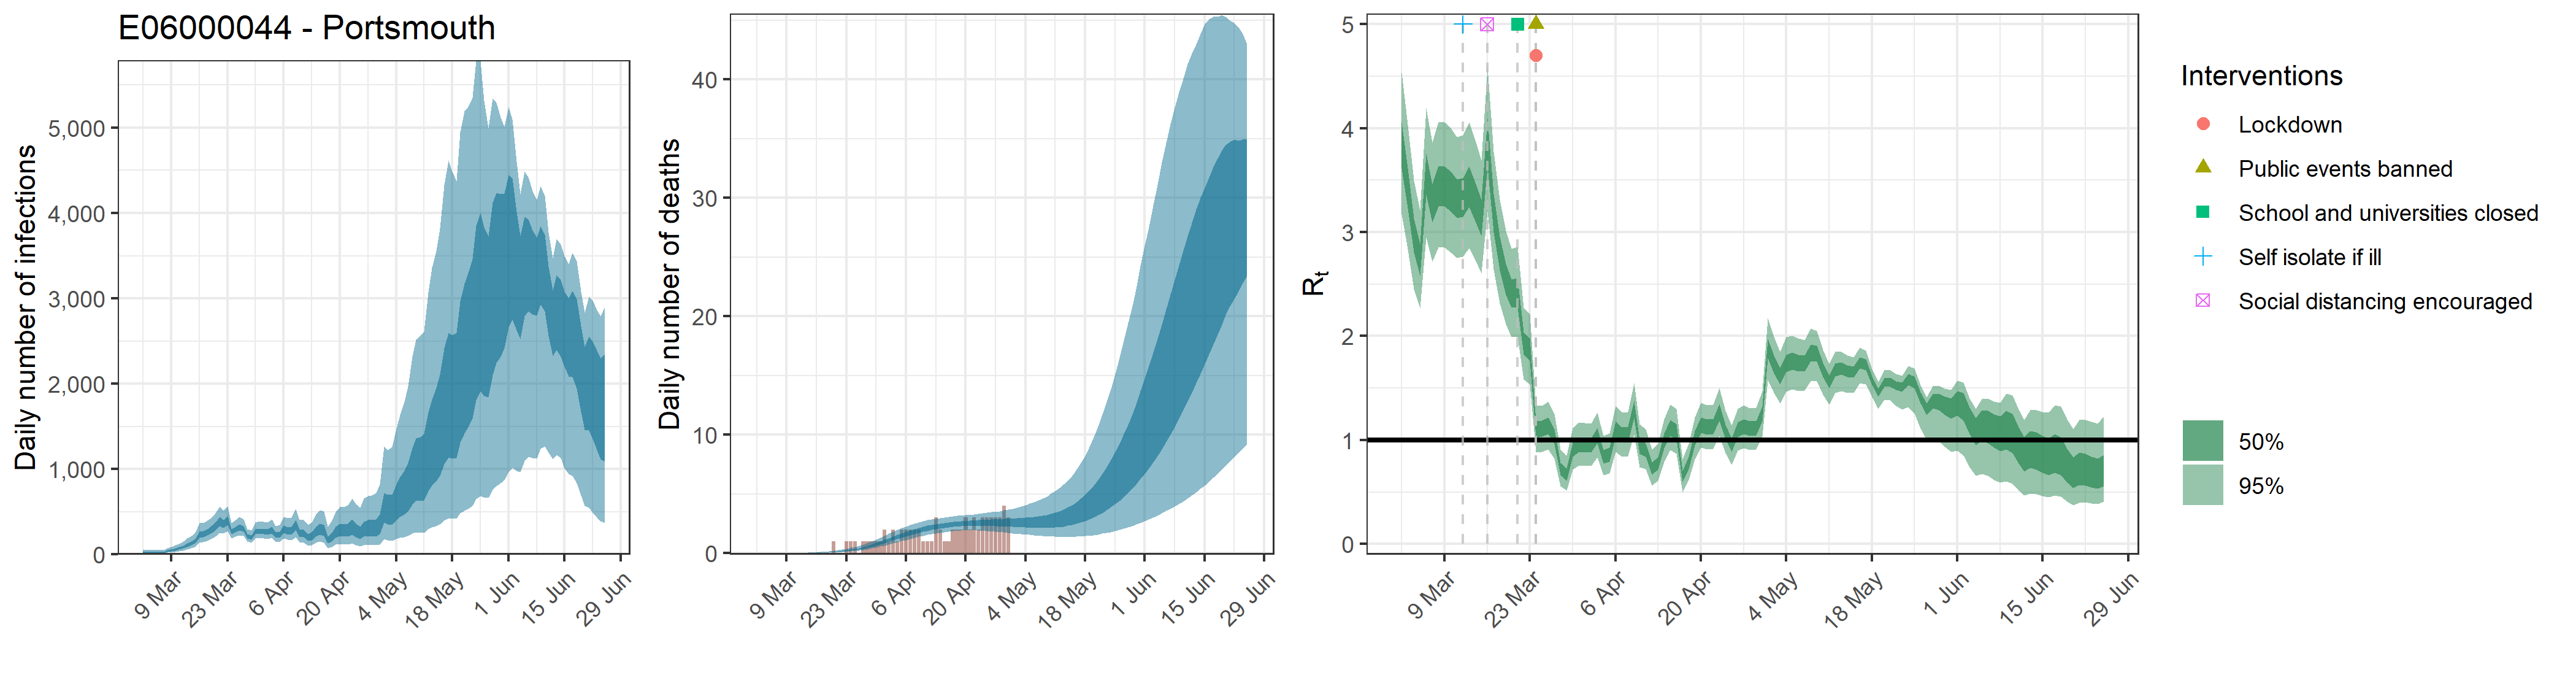 E06000044 - Portsmouth
Daily number of infections
5,000
4,000
3,000
2,000
1,000
0
9 Mar
23 Mar
6 Apr
20 Apr
4 May
18 May
1 Jun
15 Jun
29 Jun
Daily number of deaths
40
30
20
10
0
9 Mar
23 Mar
6 Apr
20 Apr
4 May
18 May
1 Jun
15 Jun
29 Jun
Rt
5
4
3
2
1
0
9 Mar
23 Mar
6 Apr
20 Apr
4 May
18 May
1 Jun
15 Jun
29 Jun
Interventions
Lockdown
Public events banned
School and universities closed
Self isolate if ill
Social distancing encouraged
50%
95%